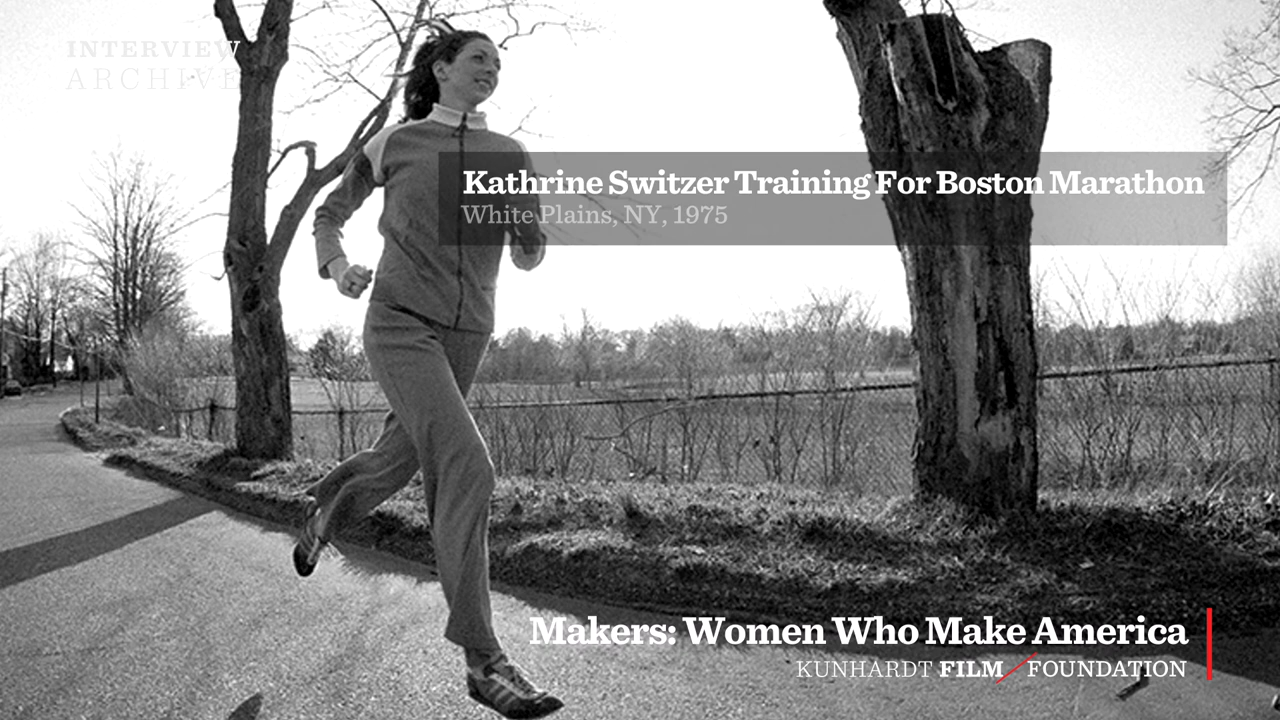 INTERVIEW
ARCHIVE
Kathrine Switzer Training For Boston Marathon
White Plains, NY, 1975
Makers: Women Who Make America
KUNHARDT FILM FOUNDATION